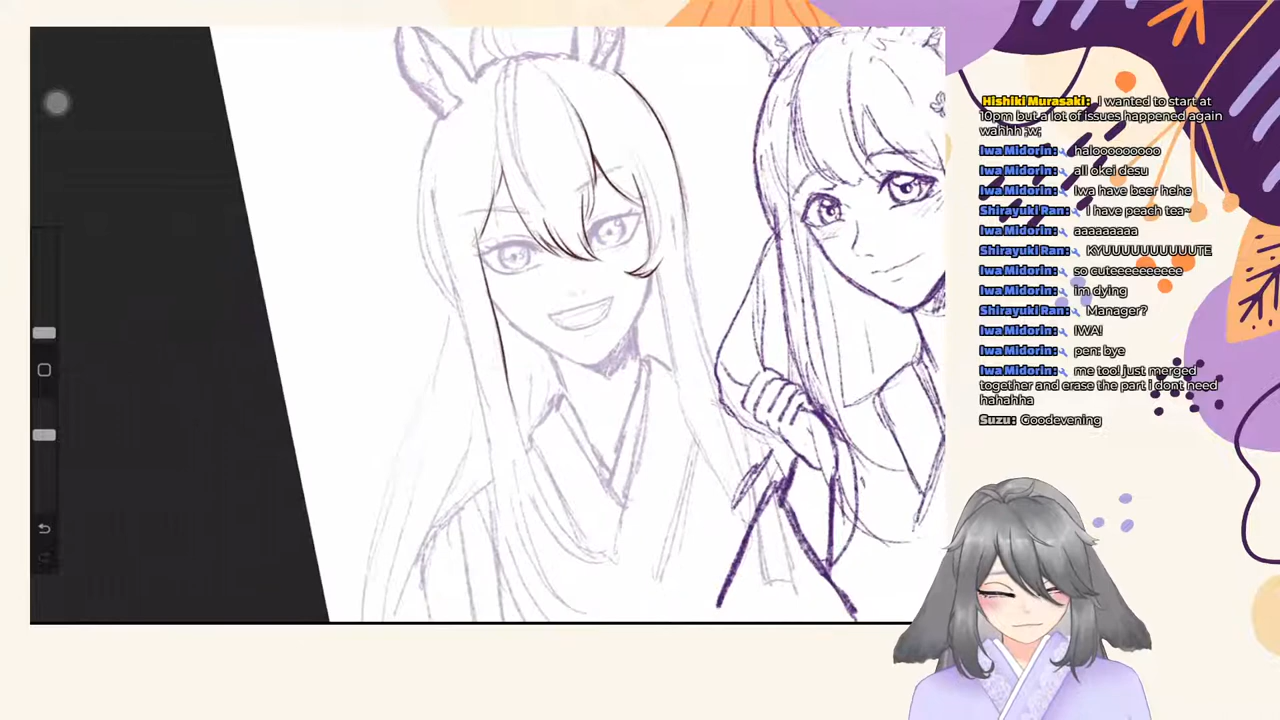 Hishiki Murasaki: I wanted to start at
10pm but a lot of issues happened again
wahhh ;w;
Iwa Midorin: halooooooooo
Iwa Midorin: all okei desu
Iwa Midorin: Iwa have beer hehe
Shirayuki Ran: I have peach tea~
Iwa Midorin: aaaaaaaaa
Shirayuki Ran: KYUUUUUUUUUUUTE
Iwa Midorin: so cuteeeeeeeeee
Iwa Midorin: im dying
Shirayuki Ran: Manager?
Iwa Midorin: IWA!
Iwa Midorin: pen: bye
Iwa Midorin: me too! just merged
together and erase the part i dont need
hahahha
Suzu: Goodevening